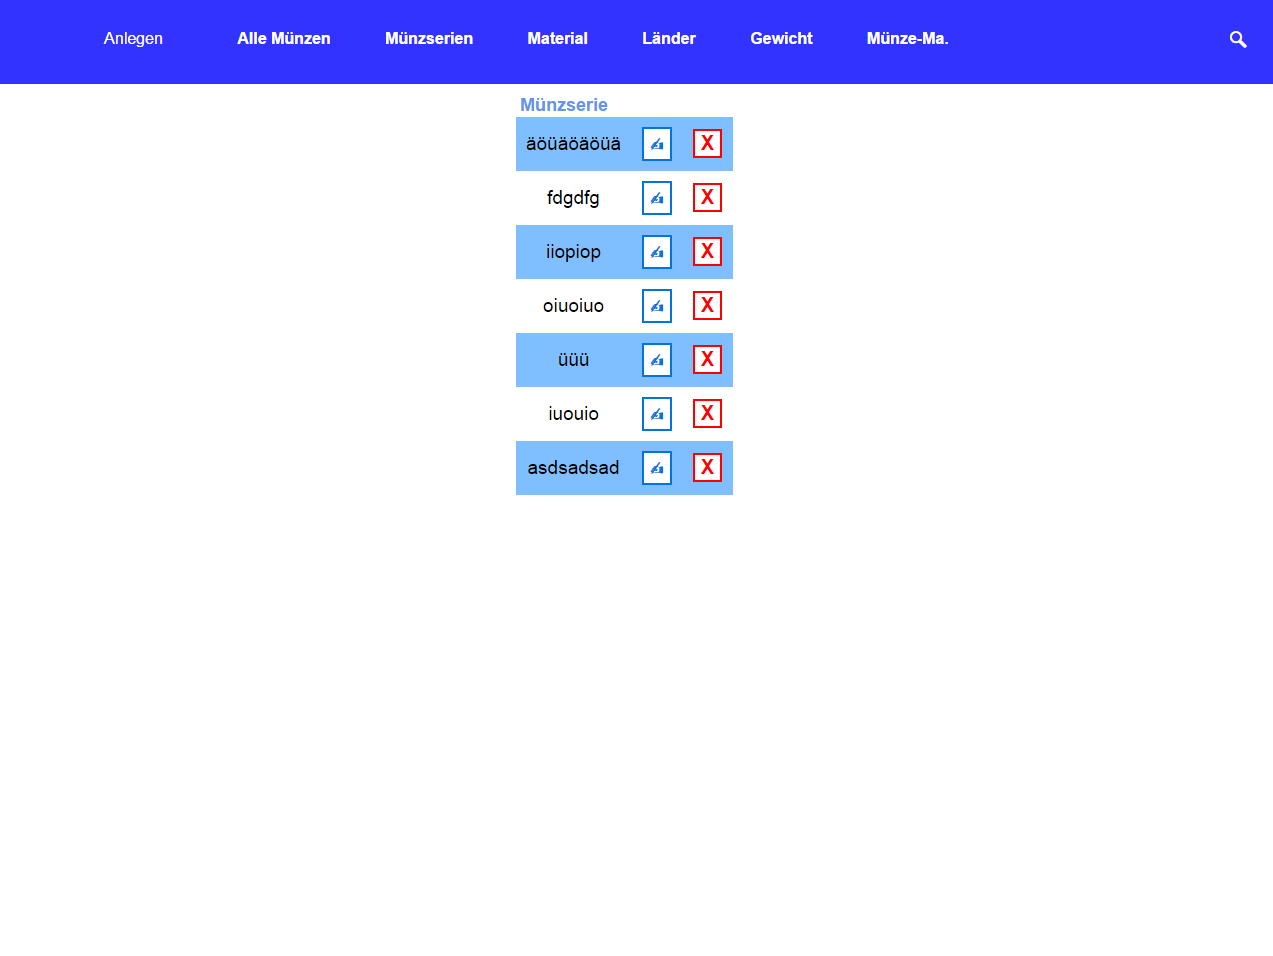 Anlegen Alle Münzen Münzserien Material Länder Gewicht Münze-Ma.
Münzserie
äöüäöäöüä ✍ X
fdgdfg ✍ X
iiopiop ✍ X
oiuoiuo ✍ X
üüü ✍ X
iuouio ✍ X
asdsadsad ✍ X